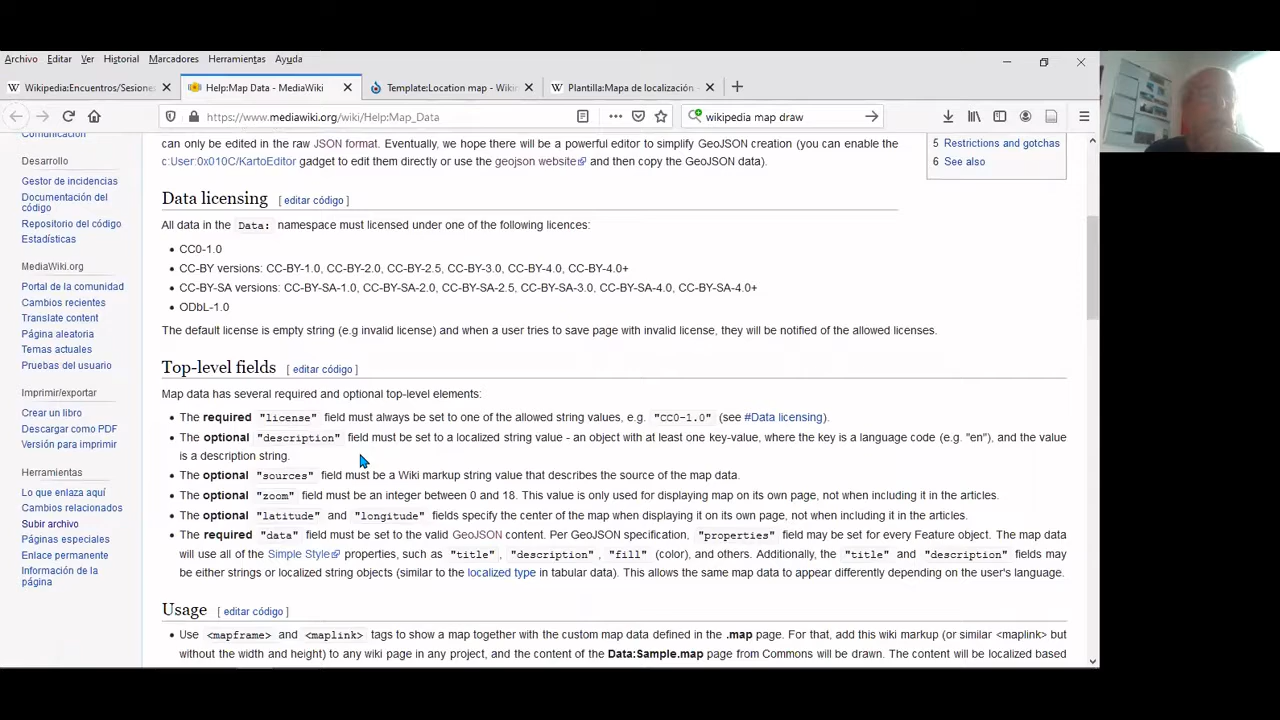 Archivo Editar Ver Historial Marcadores Herramientas Ayuda
Wikipedia:Encuentros/Sesiones
Help:Map Data - MediaWiki
Template:Location map - Wikim
Plantilla:Mapa de localización -
https://www.mediawiki.org/wiki/Help:Map_Data
wikipedia map draw
Comunicación
Desarrollo
Gestor de incidencias
Documentación del
código
Repositorio del código
Estadísticas
MediaWiki.org
Portal de la comunidad
Cambios recientes
Translate content
Página aleatoria
Temas actuales
Pruebas del usuario
Imprimir/exportar
Crear un libro
Descargar como PDF
Versión para imprimir
Herramientas
Lo que enlaza aquí
Cambios relacionados
Subir archivo
Páginas especiales
Enlace permanente
Información de la
página
can only be edited in the raw JSON format. Eventually, we hope there will be a powerful editor to simplify GeoJSON creation (you can enable the
c:User:0x010C/KartoEditor gadget to edit them directly or use the geojson website and then copy the GeoJSON data).
5 Restrictions and gotchas
6 See also
Data licensing [ editar código ]
All data in the Data: namespace must licensed under one of the following licences:
• CC0-1.0
• CC-BY versions: CC-BY-1.0, CC-BY-2.0, CC-BY-2.5, CC-BY-3.0, CC-BY-4.0, CC-BY-4.0+
• CC-BY-SA versions: CC-BY-SA-1.0, CC-BY-SA-2.0, CC-BY-SA-2.5, CC-BY-SA-3.0, CC-BY-SA-4.0, CC-BY-SA-4.0+
• ODbL-1.0
The default license is empty string (e.g invalid license) and when a user tries to save page with invalid license, they will be notified of the allowed licenses.
Top-level fields [ editar código ]
Map data has several required and optional top-level elements:
• The required "license" field must always be set to one of the allowed string values, e.g. "CC0-1.0" (see #Data licensing).
• The optional "description" field must be set to a localized string value - an object with at least one key-value, where the key is a language code (e.g. "en"), and the value
is a description string.
• The optional "sources" field must be a Wiki markup string value that describes the source of the map data.
• The optional "zoom" field must be an integer between 0 and 18. This value is only used for displaying map on its own page, not when including it in the articles.
• The optional "latitude" and "longitude" fields specify the center of the map when displaying it on its own page, not when including it in the articles.
• The required "data" field must be set to the valid GeoJSON content. Per GeoJSON specification, "properties" field may be set for every Feature object. The map data
will use all of the Simple Style properties, such as "title", "description", "fill" (color), and others. Additionally, the "title" and "description" fields may
be either strings or localized string objects (similar to the localized type in tabular data). This allows the same map data to appear differently depending on the user's language.
Usage [ editar código ]
• Use <mapframe> and <maplink> tags to show a map together with the custom map data defined in the .map page. For that, add this wiki markup (or similar <maplink> but
without the width and height) to any wiki page in any project, and the content of the Data:Sample.map page from Commons will be drawn. The content will be localized based